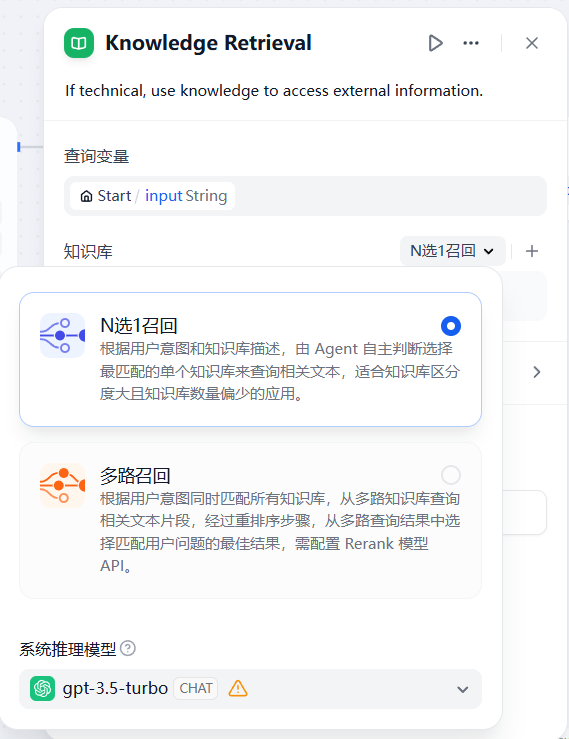 Knowledge Retrieval
If technical, use knowledge to access external information.
查询变量
Start / input String
知识库
N选1召回
N选1召回
根据用户意图和知识库描述，由 Agent 自主判断选择
最匹配的单个知识库来查询相关文本，适合知识库区分
度大且知识库数量偏少的应用。
多路召回
根据用户意图同时匹配所有知识库，从多路知识库查询
相关文本片段，经过重排序步骤，从多路查询结果中选
择匹配用户问题的最佳结果，需配置 Rerank 模型
API。
系统推理模型
gpt-3.5-turbo CHAT